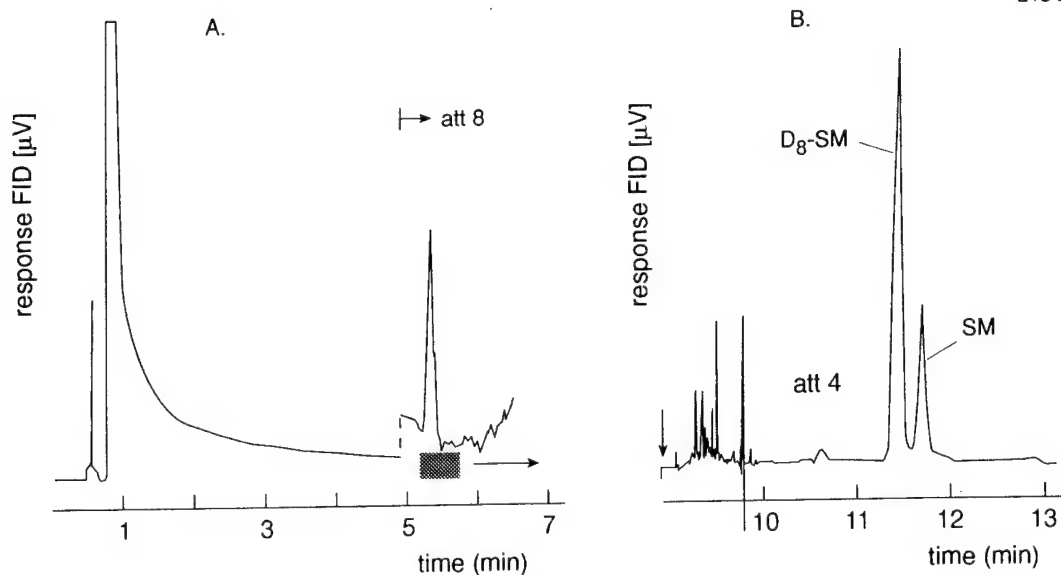 A.
att 8
response FID [μV]
1 3 5 7
time (min)
B.
D₈-SM
SM
att 4
response FID [μV]
10 11 12 13
time (min)